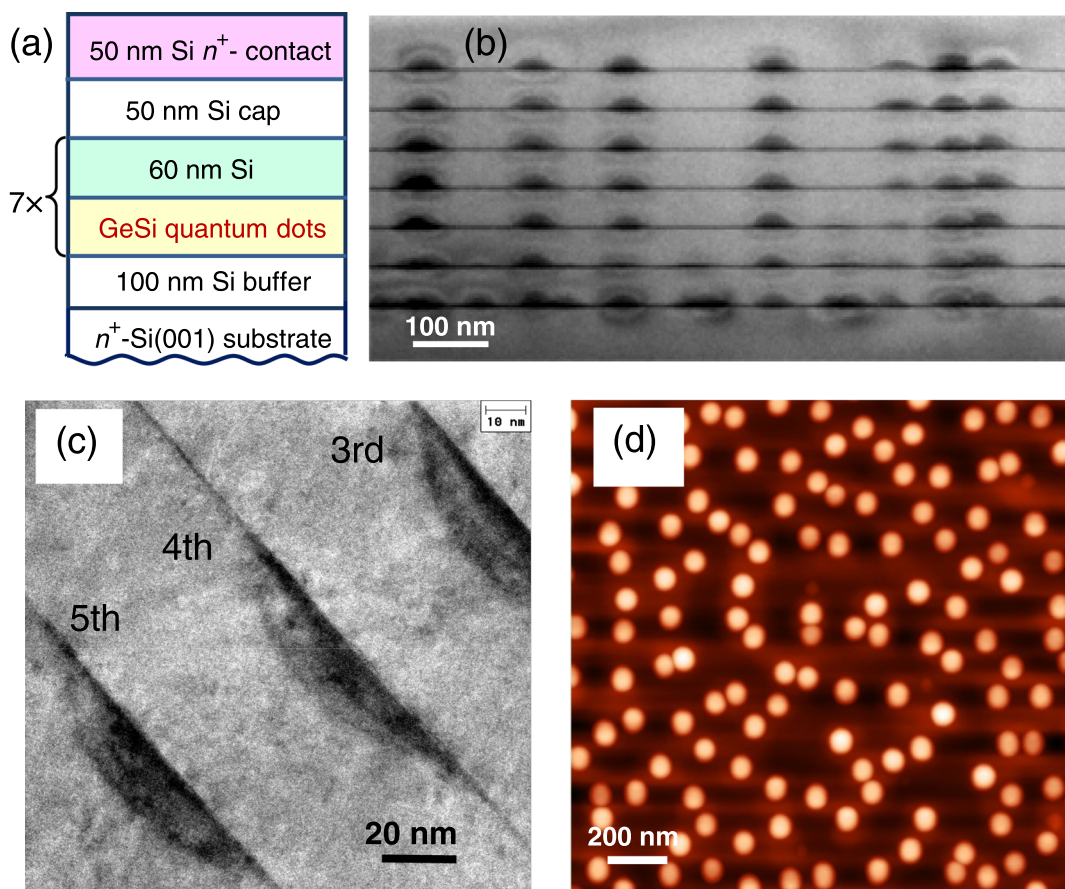 (a)
50 nm Si n⁺- contact
50 nm Si cap
7×
60 nm Si
GeSi quantum dots
100 nm Si buffer
n⁺-Si(001) substrate
(b)
100 nm
(c)
10 nm
3rd
4th
5th
20 nm
(d)
200 nm